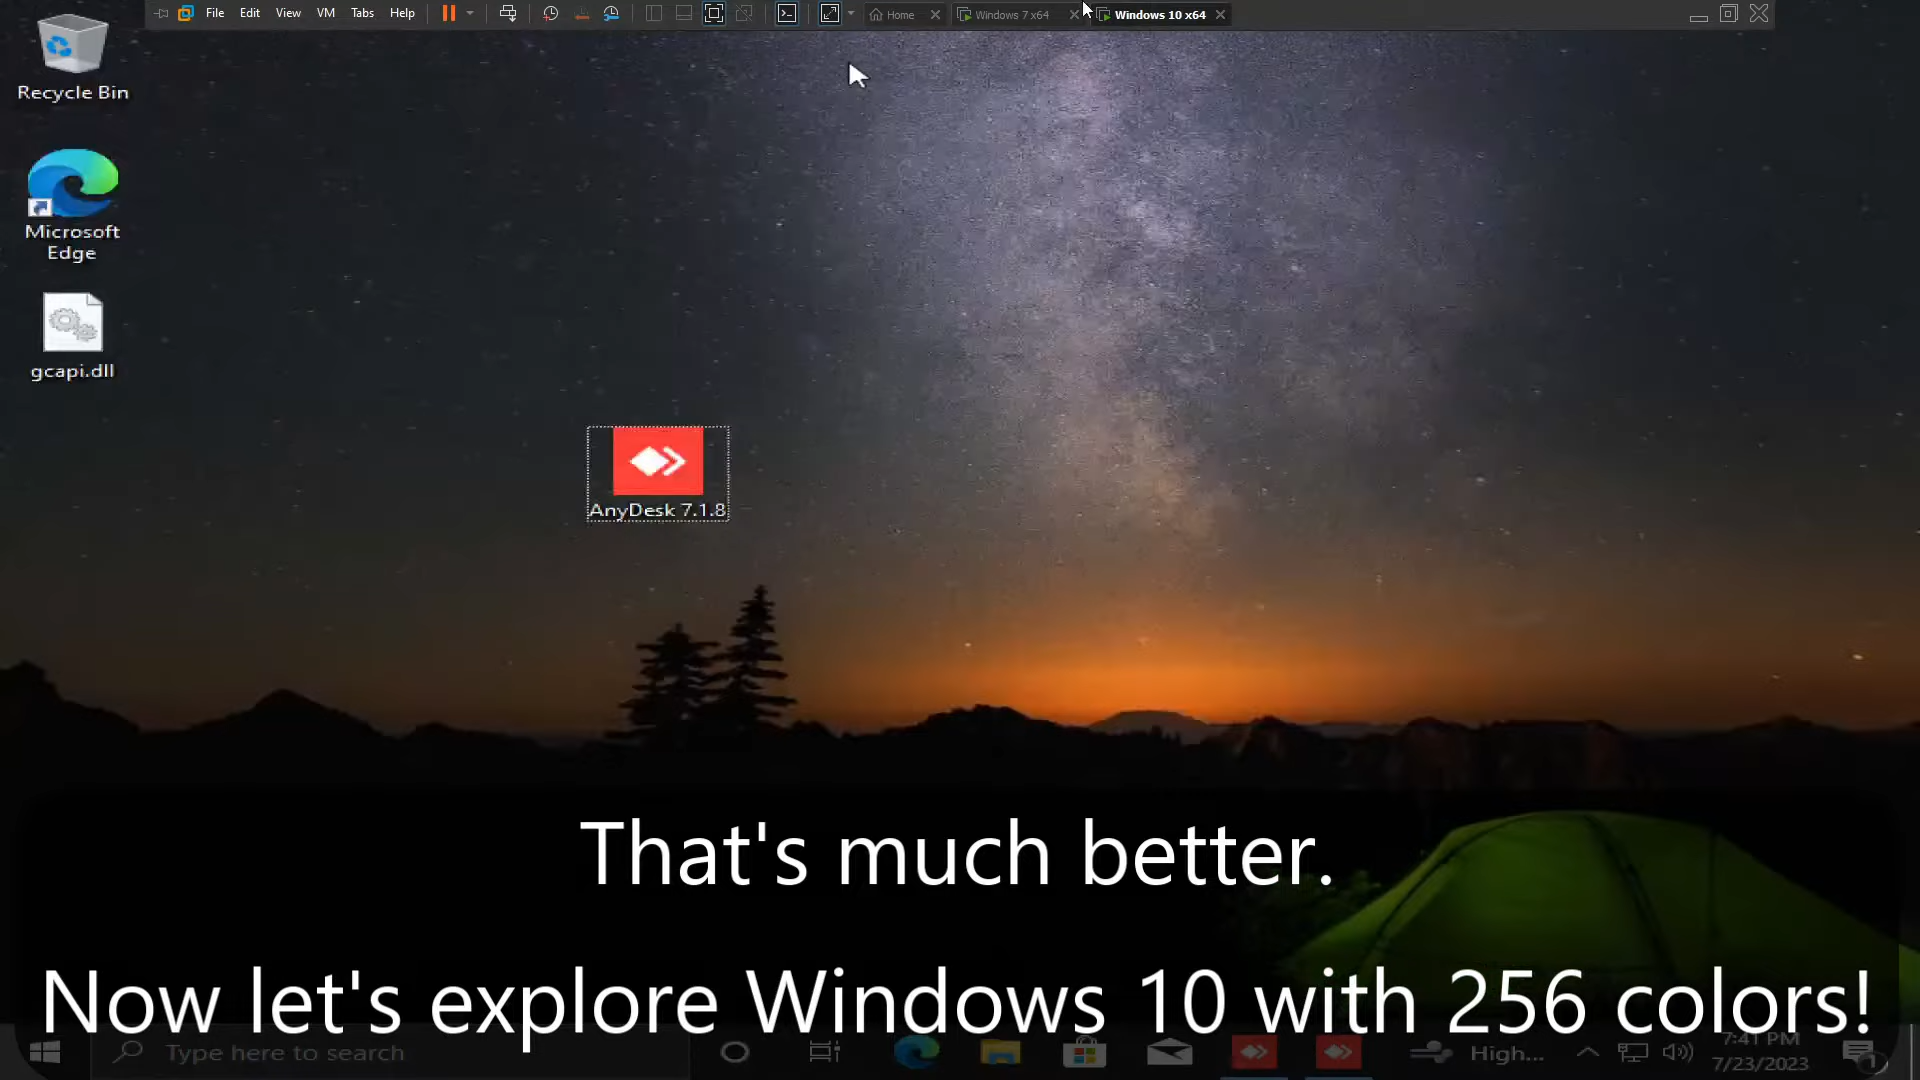 File Edit View VM Tabs Help
Home
Windows 7 x64
Windows 10 x64
Recycle Bin
Microsoft
Edge
gcapi.dll
AnyDesk 7.1.8
That's much better.
Now let's explore Windows 10 with 256 colors!
Type here to search
High...
7:41 PM
7/23/2023
1